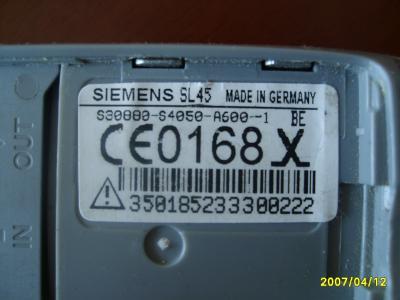 SIEMENS SL45 MADE IN GERMANY
S30880-S4050-A600--1 BE
CE0168 X
350185233300222
OUT
IN
2007/04/12